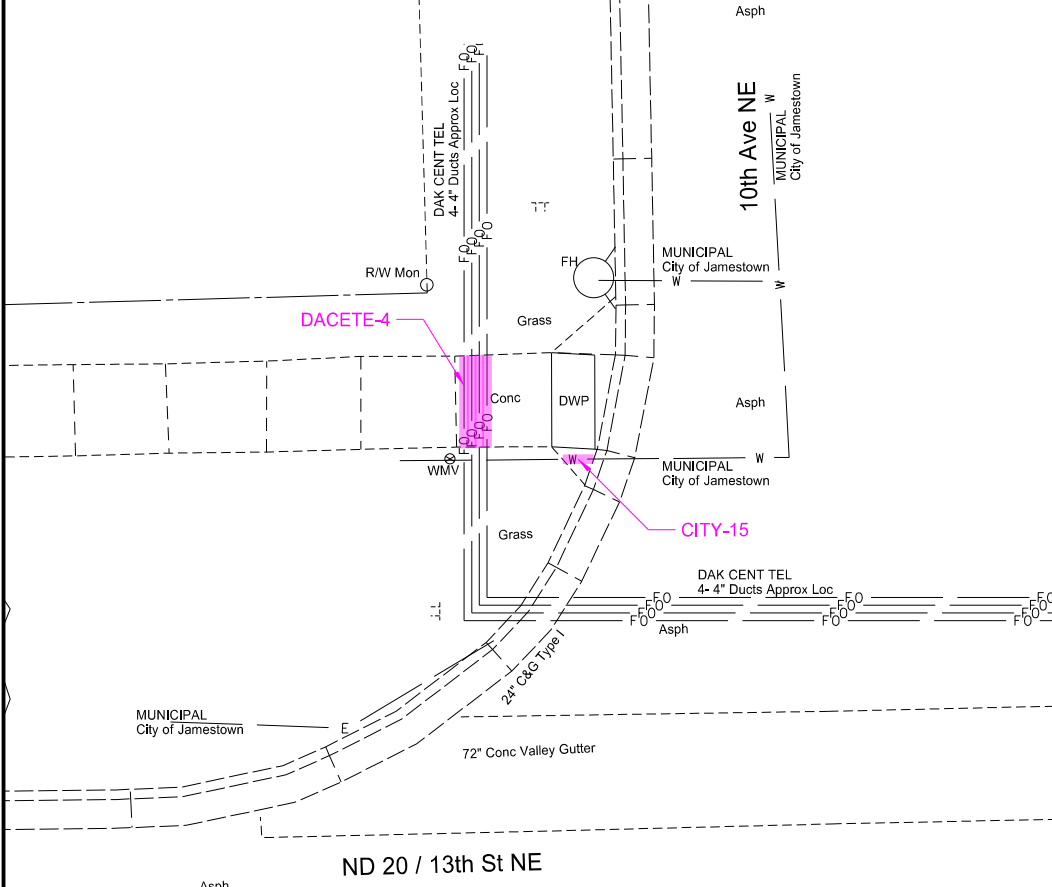 Asph
F O
F O
F O
F O
DAK CENT TEL
4- 4" Ducts Approx Loc
10th Ave NE
W
MUNICIPAL
City of Jamestown
F O
F O
F O
F O
R/W Mon
FH
MUNICIPAL
City of Jamestown
W
W
DACETE-4
Grass
Conc
DWP
Asph
F O
F O
F O
F O
WMV
W
W
MUNICIPAL
City of Jamestown
Grass
CITY-15
DAK CENT TEL
4- 4" Ducts Approx Loc
F O
F O
F O
F O
F O
F O
F O
F O
F O
F O
F O
F O
Asph
24" C&G Type I
MUNICIPAL
City of Jamestown
E
72" Conc Valley Gutter
ND 20 / 13th St NE
Asph